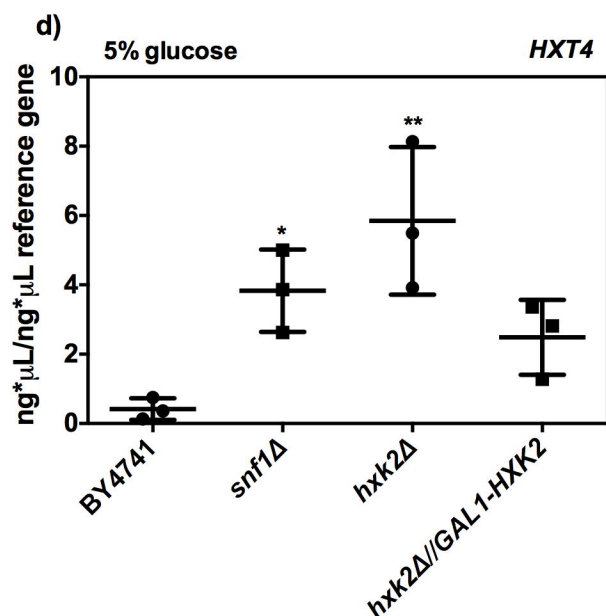 d)
5% glucose HXT4
ng*µL/ng*µL reference gene
10
8
6
4
2
0
*
**
BY4741
snf1Δ
hxk2Δ
hxk2Δ//GAL1-HXK2